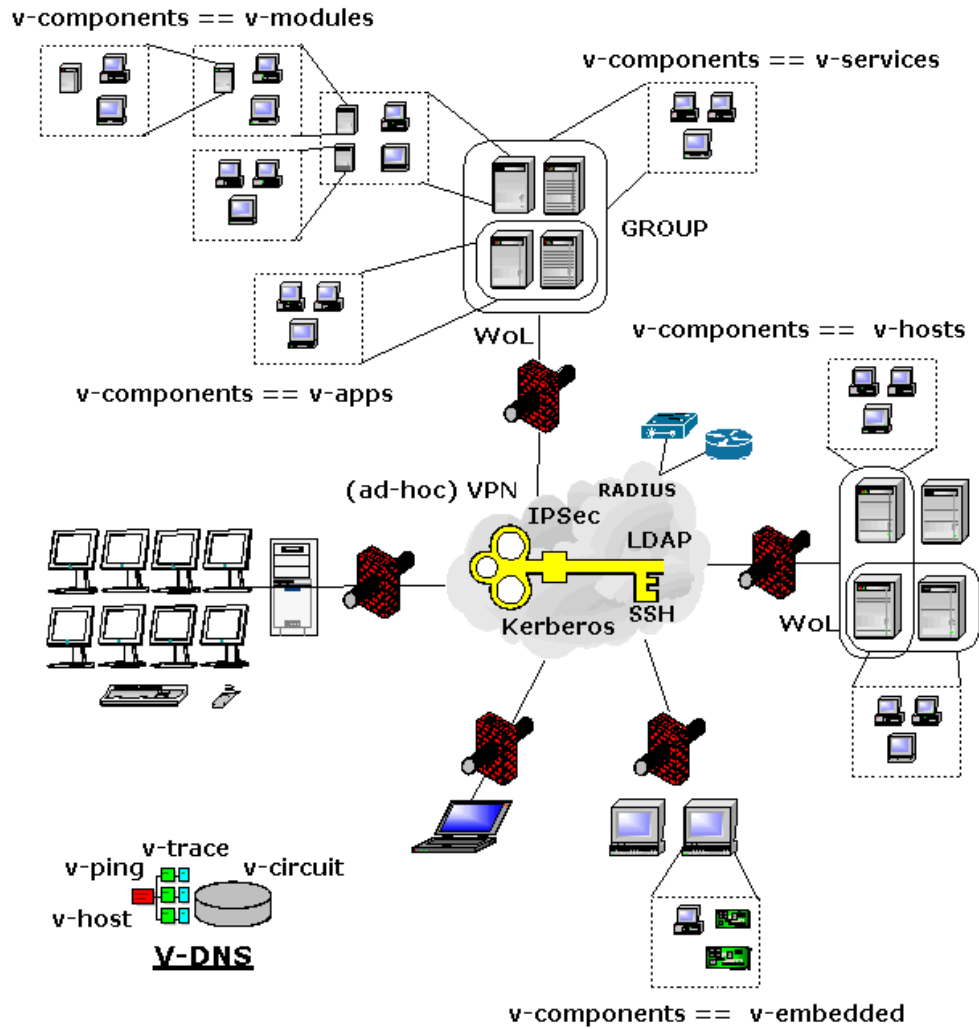 v-components == v-modules
v-components == v-services
GROUP
WoL
v-components == v-hosts
v-components == v-apps
(ad-hoc) VPN
RADIUS
IPSec
LDAP
SSH
Kerberos
WoL
v-trace
v-ping
v-circuit
v-host
V-DNS
v-components == v-embedded